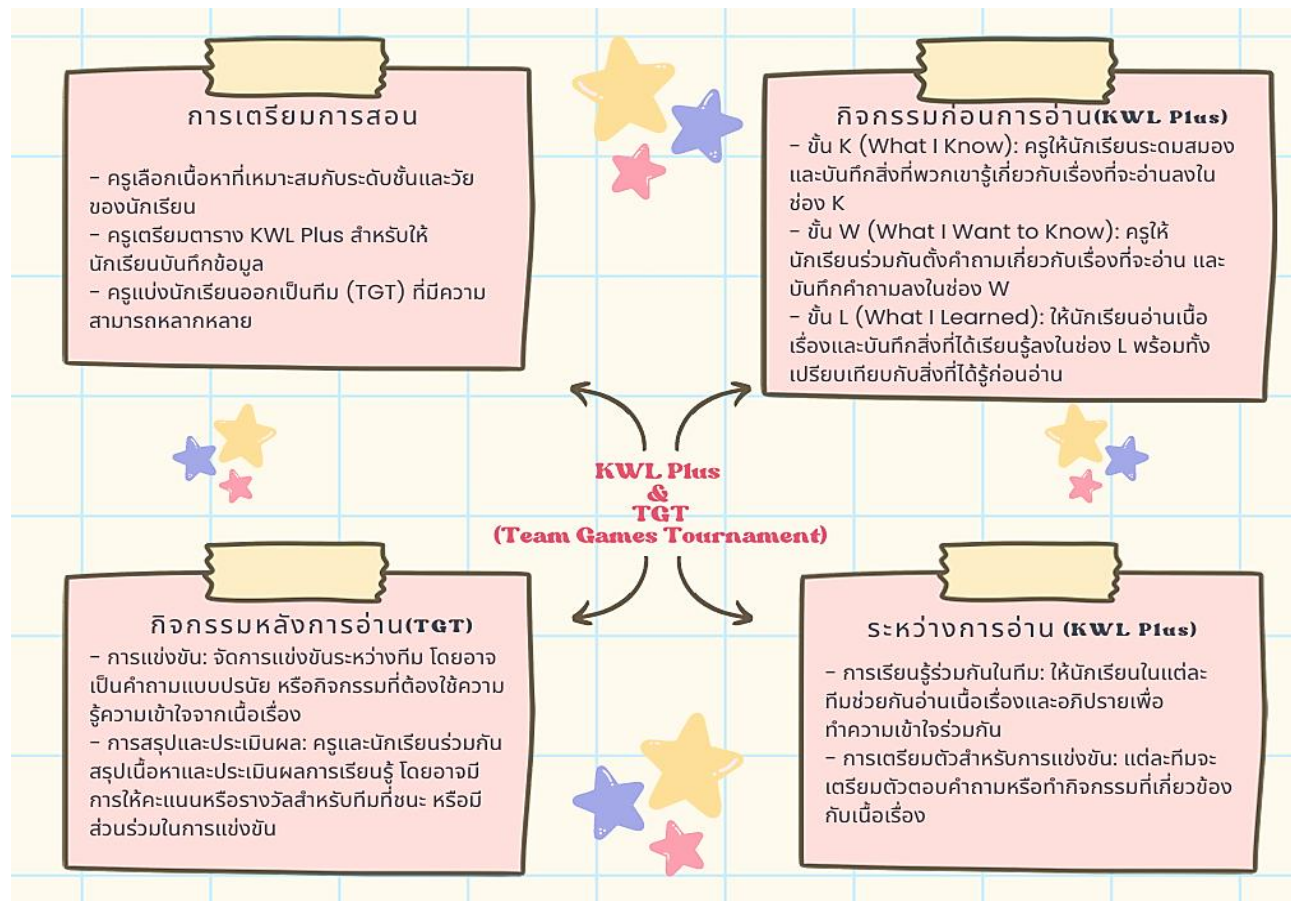 การเตรียมการสอน
- ครูเลือกเนื้อหาที่เหมาะสมกับระดับชั้นและวัย
ของนักเรียน
- ครูเตรียมตาราง KWL Plus สำหรับให้
นักเรียนบันทึกข้อมูล
- ครูแบ่งนักเรียนออกเป็นทีม (TGT) ที่มีความ
สามารถหลากหลาย
กิจกรรมก่อนการอ่าน(KWL Plus)
- ขั้น K (What I Know): ครูให้นักเรียนระดมสมอง
และบันทึกสิ่งที่พวกเขารู้เกี่ยวกับเรื่องที่จะอ่านลงใน
ช่อง K
- ขั้น W (What I Want to Know): ครูให้
นักเรียนร่วมกันตั้งคำถามเกี่ยวกับเรื่องที่จะอ่าน และ
บันทึกคำถามลงในช่อง W
- ขั้น L (What I Learned): ให้นักเรียนอ่านเนื้อ
เรื่องและบันทึกสิ่งที่ได้เรียนรู้ลงในช่อง L พร้อมทั้ง
เปรียบเทียบกับสิ่งที่ได้รู้ก่อนอ่าน
KWL Plus
&
TGT
(Team Games Tournament)
กิจกรรมหลังการอ่าน(TGT)
- การแข่งขัน: จัดการแข่งขันระหว่างทีม โดยอาจ
เป็นคำถามแบบปรนัย หรือกิจกรรมที่ต้องใช้ความ
รู้ความเข้าใจจากเนื้อเรื่อง
- การสรุปและประเมินผล: ครูและนักเรียนร่วมกัน
สรุปเนื้อหาและประเมินผลการเรียนรู้ โดยอาจมี
การให้คะแนนหรือรางวัลสำหรับทีมที่ชนะ หรือมี
ส่วนร่วมในการแข่งขัน
ระหว่างการอ่าน (KWL Plus)
- การเรียนรู้ร่วมกันในทีม: ให้นักเรียนในแต่ละ
ทีมช่วยกันอ่านเนื้อเรื่องและอภิปรายเพื่อ
ทำความเข้าใจร่วมกัน
- การเตรียมตัวสำหรับการแข่งขัน: แต่ละทีมจะ
เตรียมตัวตอบคำถามหรือทำกิจกรรมที่เกี่ยวข้อง
กับเนื้อเรื่อง